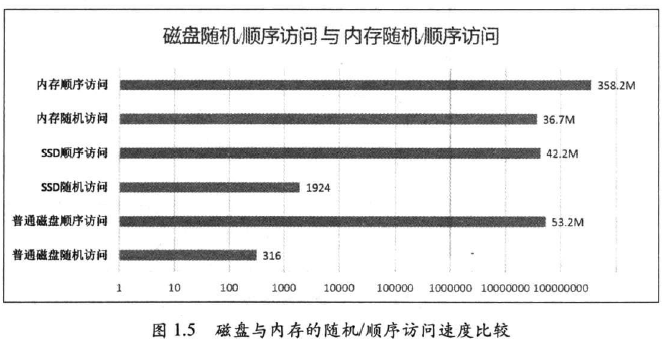 磁盘随机/顺序访问与内存随机/顺序访问
内存顺序访问 358.2M
内存随机访问 36.7M
SSD顺序访问 42.2M
SSD随机访问 1924
普通磁盘顺序访问 53.2M
普通磁盘随机访问 316
1 10 100 1000 10000 100000 1000000 10000000 100000000
图 1.5 磁盘与内存的随机/顺序访问速度比较